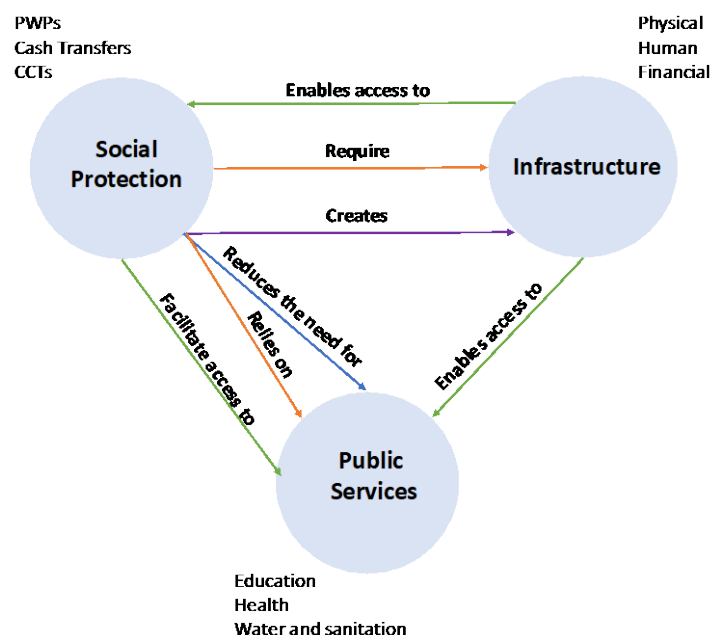 PWPs
Cash Transfers
CCTs
Physical
Human
Financial
Enables access to
Social
Protection
Require
Infrastructure
Creates
Reduces the need for
Relies on
Facilitate access to
Enables access to
Public
Services
Education
Health
Water and sanitation